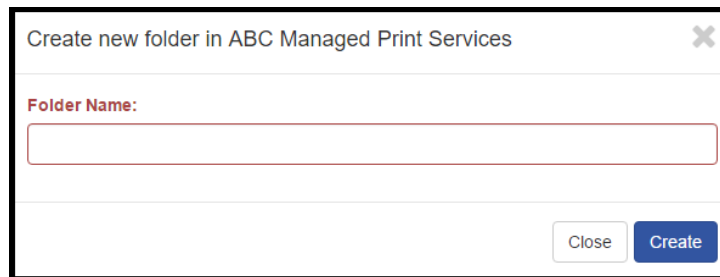 Create new folder in ABC Managed Print Services
Folder Name:
Close Create